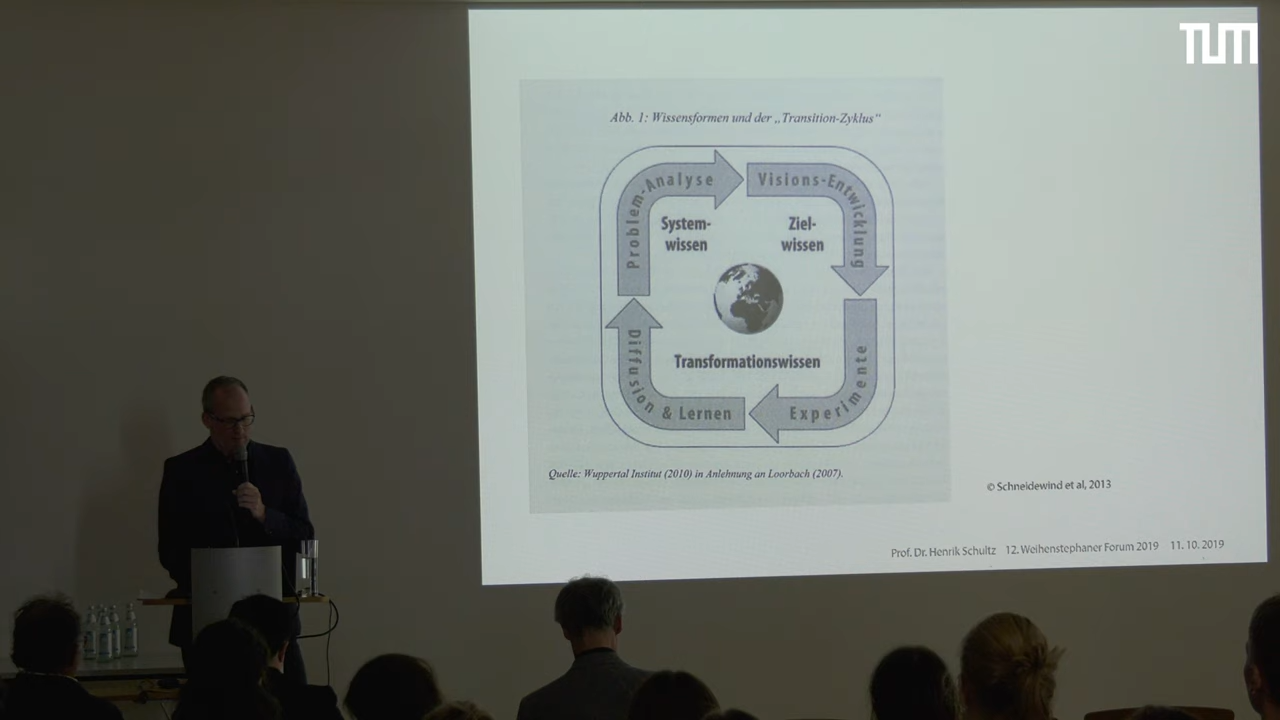 TUM
Abb. 1: Wissensformen und der „Transition-Zyklus“
Problem-Analyse
Visions-Entwicklung
System-
wissen
Ziel-
wissen
Transformationswissen
Diffusion & Lernen
Experimente
Quelle: Wuppertal Institut (2010) in Anlehnung an Loorbach (2007).
© Schneidewind et al, 2013
Prof. Dr. Henrik Schultz 12. Weihenstephaner Forum 2019 11. 10. 2019